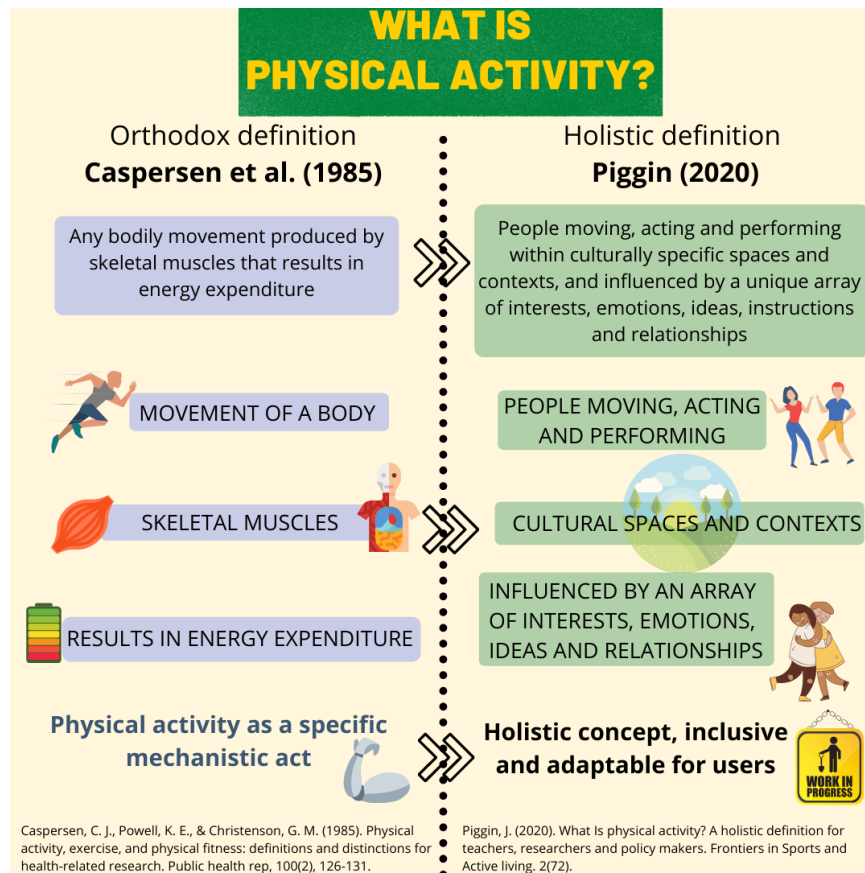 WHAT IS
PHYSICAL ACTIVITY?
Orthodox definition
Caspersen et al. (1985)
Any bodily movement produced by
skeletal muscles that results in
energy expenditure
MOVEMENT OF A BODY
SKELETAL MUSCLES
RESULTS IN ENERGY EXPENDITURE
Physical activity as a specific
mechanistic act
Caspersen, C. J., Powell, K. E., & Christenson, G. M. (1985). Physical
activity, exercise, and physical fitness: definitions and distinctions for
health-related research. Public health rep, 100(2), 126-131.
Holistic definition
Piggin (2020)
People moving, acting and performing
within culturally specific spaces and
contexts, and influenced by a unique array
of interests, emotions, ideas, instructions
and relationships
PEOPLE MOVING, ACTING
AND PERFORMING
CULTURAL SPACES AND CONTEXTS
INFLUENCED BY AN ARRAY
OF INTERESTS, EMOTIONS,
IDEAS AND RELATIONSHIPS
Holistic concept, inclusive
and adaptable for users
WORK IN
PROGRESS
Piggin, J. (2020). What Is physical activity? A holistic definition for
teachers, researchers and policy makers. Frontiers in Sports and
Active living. 2(72).